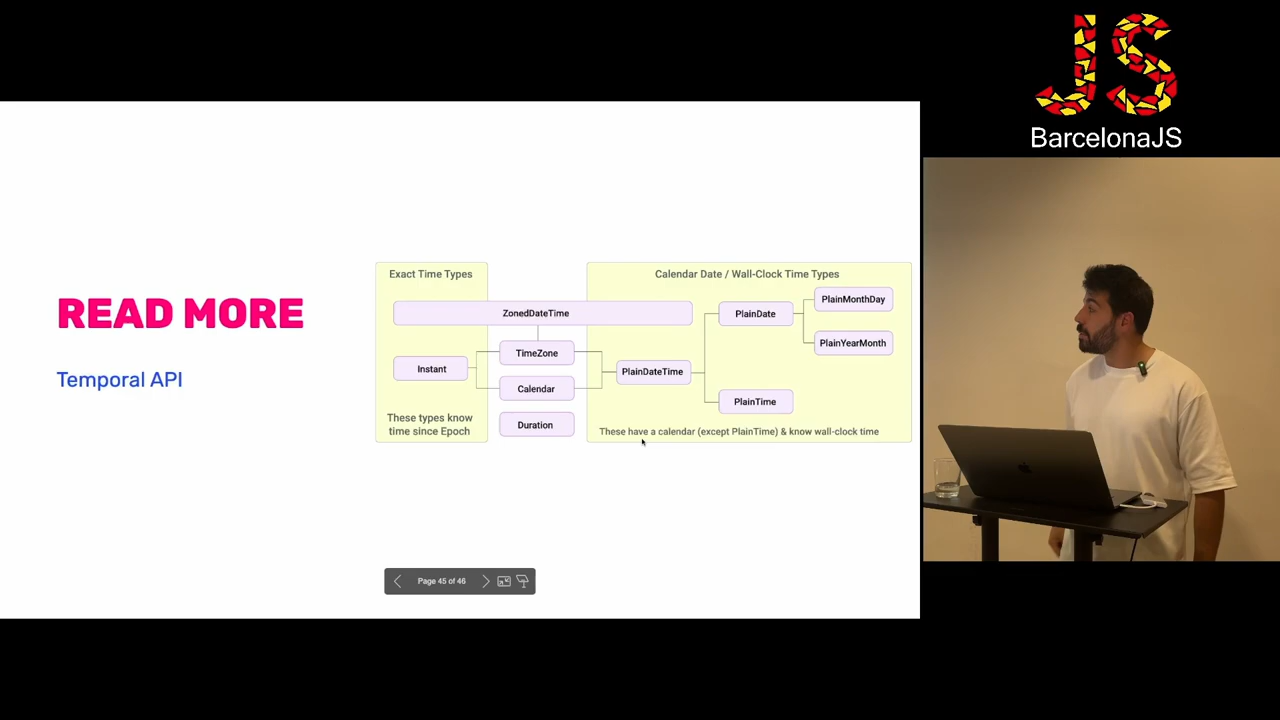 JS
BarcelonaJS
READ MORE
Temporal API
Exact Time Types
Calendar Date / Wall-Clock Time Types
ZonedDateTime
TimeZone
Instant
Calendar
Duration
These types know
time since Epoch
PlainDateTime
PlainDate
PlainMonthDay
PlainYearMonth
PlainTime
These have a calendar (except PlainTime) & know wall-clock time
Page 45 of 46